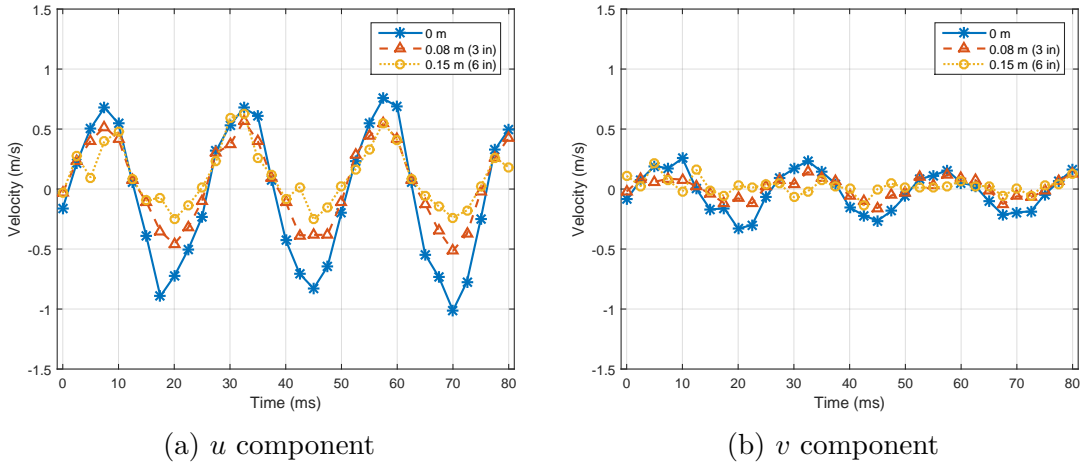 1.5
1
0.5
0
-0.5
-1
-1.5
Velocity (m/s)
0 m
0.08 m (3 in)
0.15 m (6 in)
0 10 20 30 40 50 60 70 80
Time (ms)
(a) u component
1.5
1
0.5
0
-0.5
-1
-1.5
Velocity (m/s)
0 m
0.08 m (3 in)
0.15 m (6 in)
0 10 20 30 40 50 60 70 80
Time (ms)
(b) v component